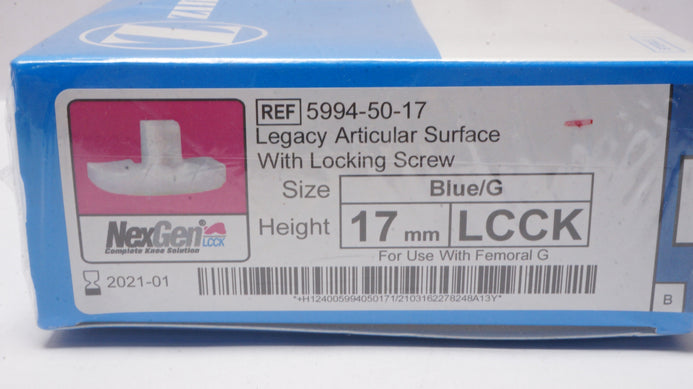 REF 5994-50-17
Legacy Articular Surface
With Locking Screw
Size Blue/G
Height 17 mm LCCK
For Use With Femoral G
NexGen LCCK
Complete Knee Solution
2021-01
*+H124005994050171/2103162278248A13Y*
B